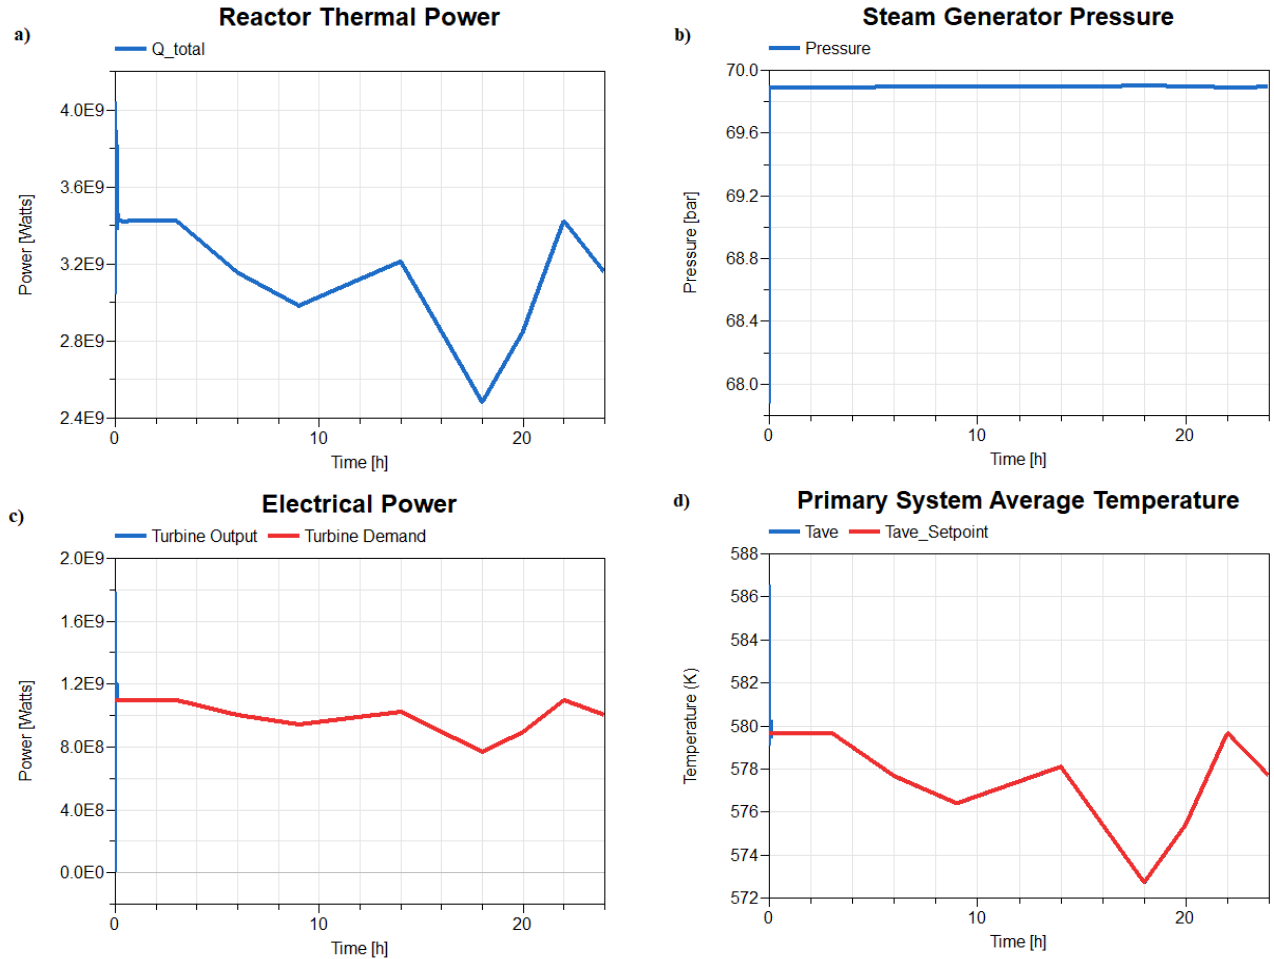 a)
Reactor Thermal Power
Q_total
4.0E9
3.6E9
3.2E9
2.8E9
2.4E9
Power [Watts]
0 10 20
Time [h]
b)
Steam Generator Pressure
Pressure
70.0
69.6
69.2
68.8
68.4
68.0
Pressure [bar]
0 10 20
Time [h]
c)
Electrical Power
Turbine Output Turbine Demand
2.0E9
1.6E9
1.2E9
8.0E8
4.0E8
0.0E0
Power [Watts]
0 10 20
Time [h]
d)
Primary System Average Temperature
Tave Tave_Setpoint
588
586
584
582
580
578
576
574
572
Temperature (K)
0 10 20
Time [h]